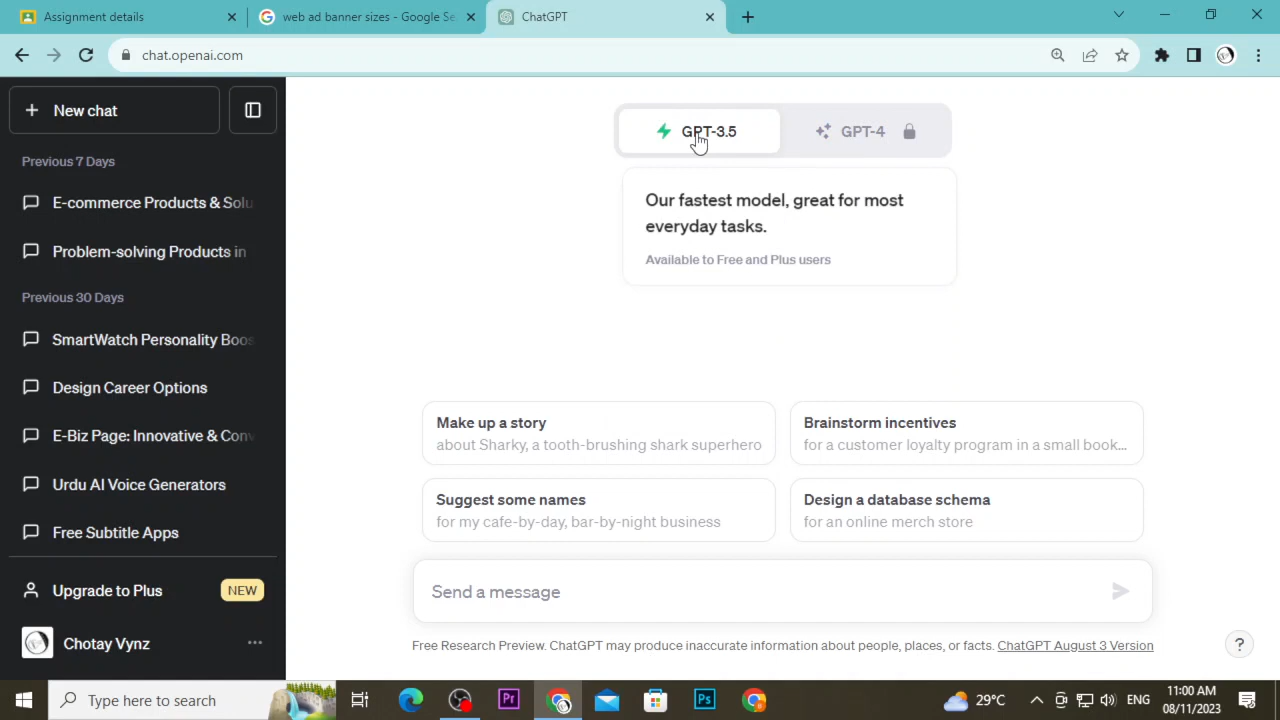 Assignment details
web ad banner sizes - Google Se
ChatGPT
chat.openai.com
New chat
Previous 7 Days
E-commerce Products & Solu
Problem-solving Products in
Previous 30 Days
SmartWatch Personality Boos
Design Career Options
E-Biz Page: Innovative & Conv
Urdu AI Voice Generators
Free Subtitle Apps
Upgrade to Plus NEW
Chotay Vynz
GPT-3.5 GPT-4
Our fastest model, great for most
everyday tasks.
Available to Free and Plus users
Make up a story
about Sharky, a tooth-brushing shark superhero
Brainstorm incentives
for a customer loyalty program in a small book...
Suggest some names
for my cafe-by-day, bar-by-night business
Design a database schema
for an online merch store
Send a message
Free Research Preview. ChatGPT may produce inaccurate information about people, places, or facts. ChatGPT August 3 Version
?
Type here to search
Pr
Ps
29°C
ENG
11:00 AM
08/11/2023